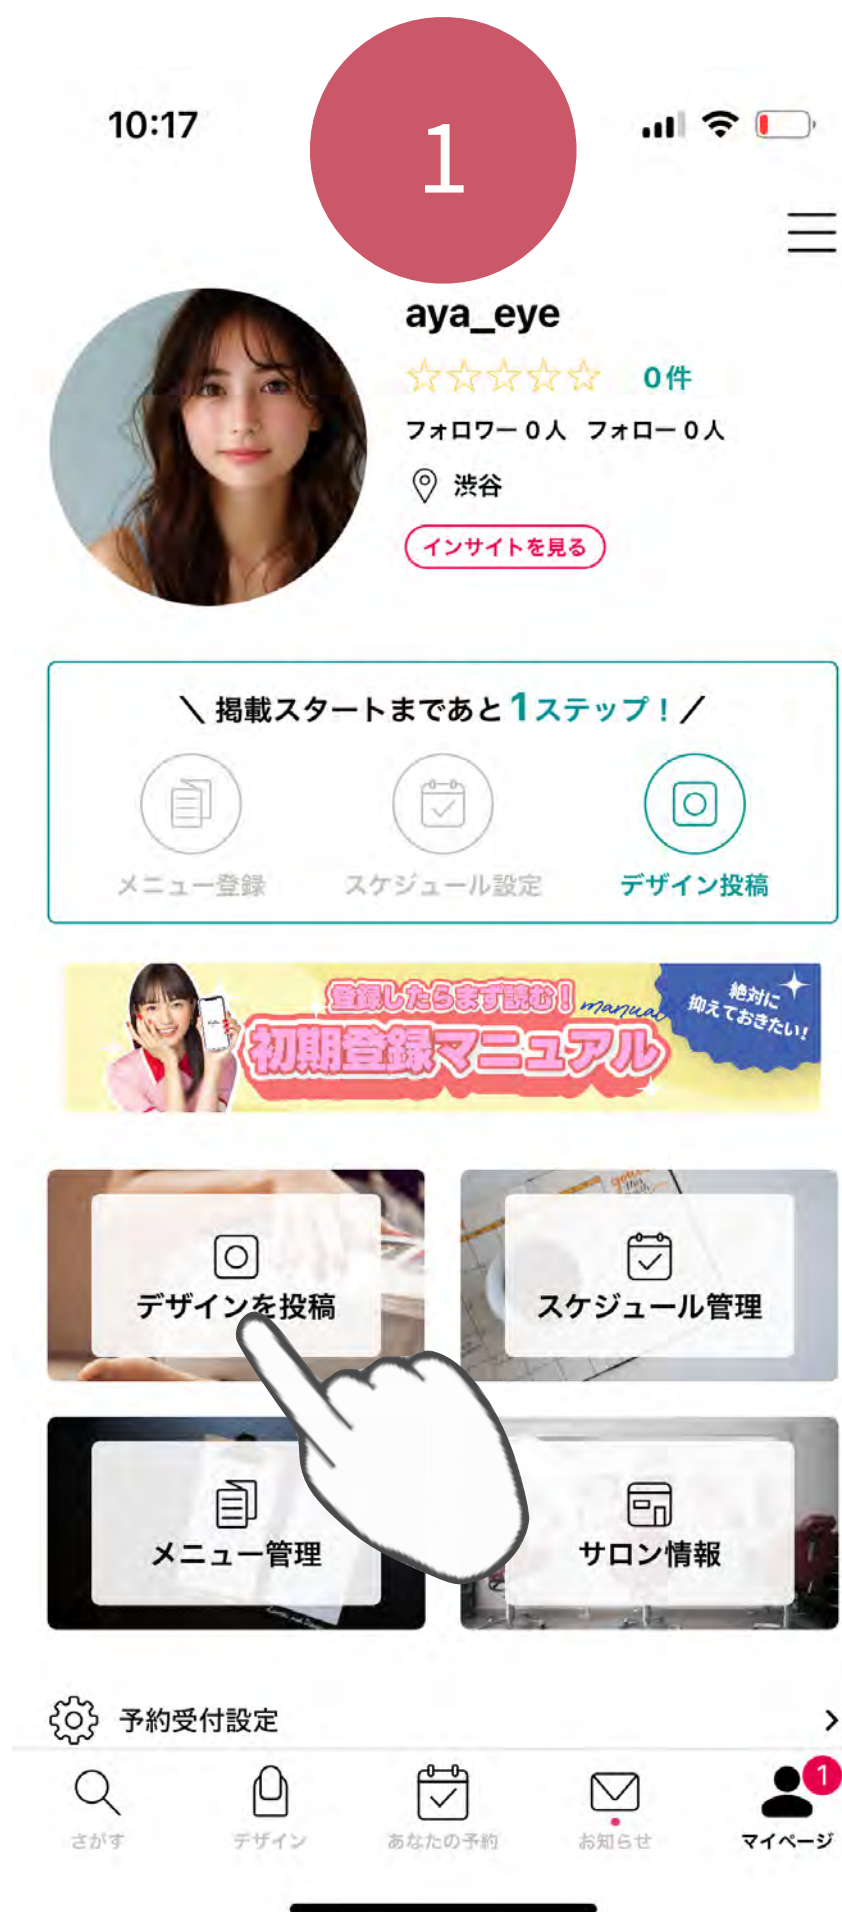 1
10:17
aya_eye
☆☆☆☆☆ 0件
フォロワー 0人 フォロー 0人
渋谷
インサイトを見る
\ 掲載スタートまであと1ステップ! /
メニュー登録
スケジュール設定
デザイン投稿
登録したらまず読む!
manual
初期登録マニュアル
絶対に
抑えておきたい!
デザインを投稿
スケジュール管理
メニュー管理
サロン情報
予約受付設定
1
さがす
デザイン
あなたの予約
お知らせ
マイページ